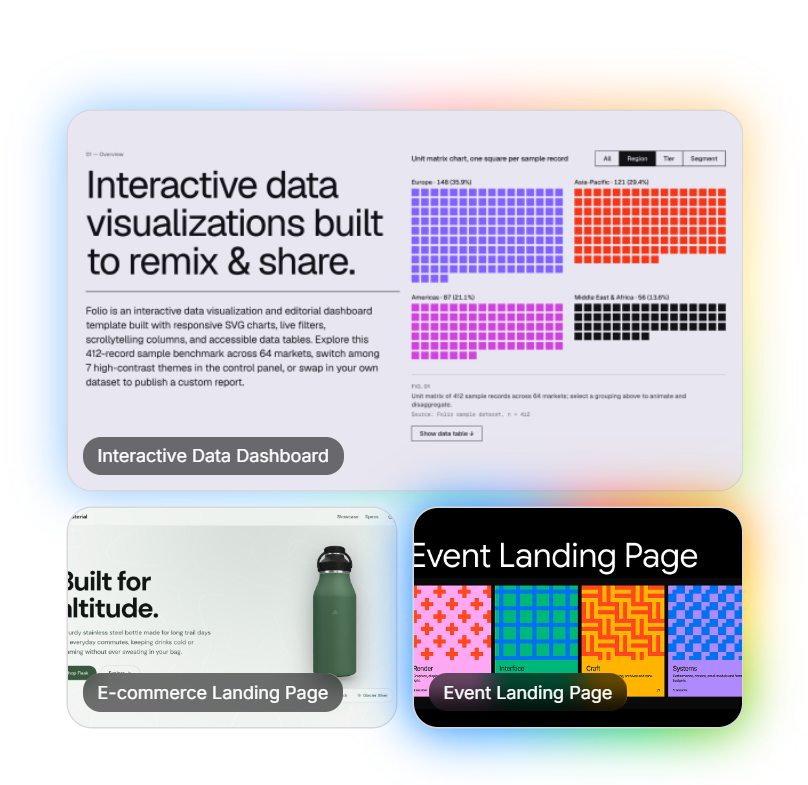 01 — Overview
Interactive data
visualizations built
to remix & share.
Folio is an interactive data visualization and editorial dashboard
template built with responsive SVG charts, live filters,
scrollytelling columns, and accessible data tables. Explore this
412-record sample benchmark across 64 markets, switch among
7 high-contrast themes in the control panel, or swap in your own
dataset to publish a custom report.
Unit matrix chart, one square per sample record
All Region Tier Segment
Europe · 148 (35.9%)
Asia-Pacific · 121 (29.4%)
Americas · 87 (21.1%)
Middle East & Africa · 56 (13.6%)
FIG. 01
Unit matrix of 412 sample records across 64 markets; select a grouping above to animate and
disaggregate.
Source: Folio sample dataset, n = 412
Show data table ↓
Interactive Data Dashboard
Showcase Specs
Built for
altitude.
urdy stainless steel bottle made for long trail days
everyday commutes, keeping drinks cold or
aming without ever sweating in your bag.
E-commerce Landing Page
Event Landing Page
Render
Interface
Craft
Systems
Event Landing Page